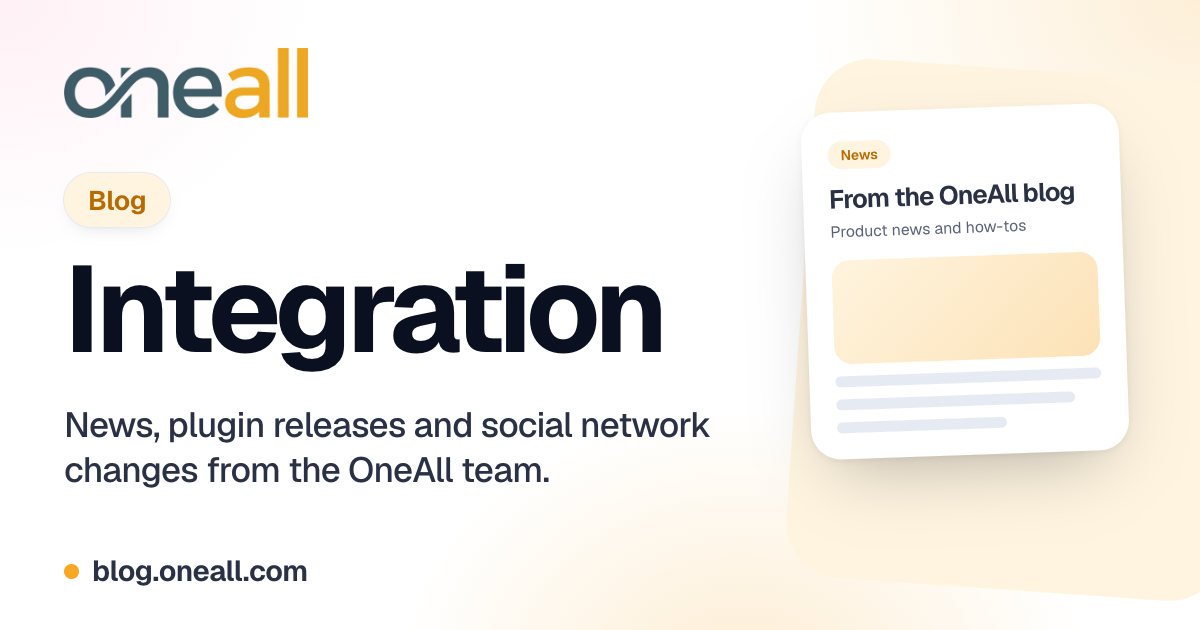 oneall
Blog
Integration
News, plugin releases and social network
changes from the OneAll team.
blog.oneall.com
News
From the OneAll blog
Product news and how-tos